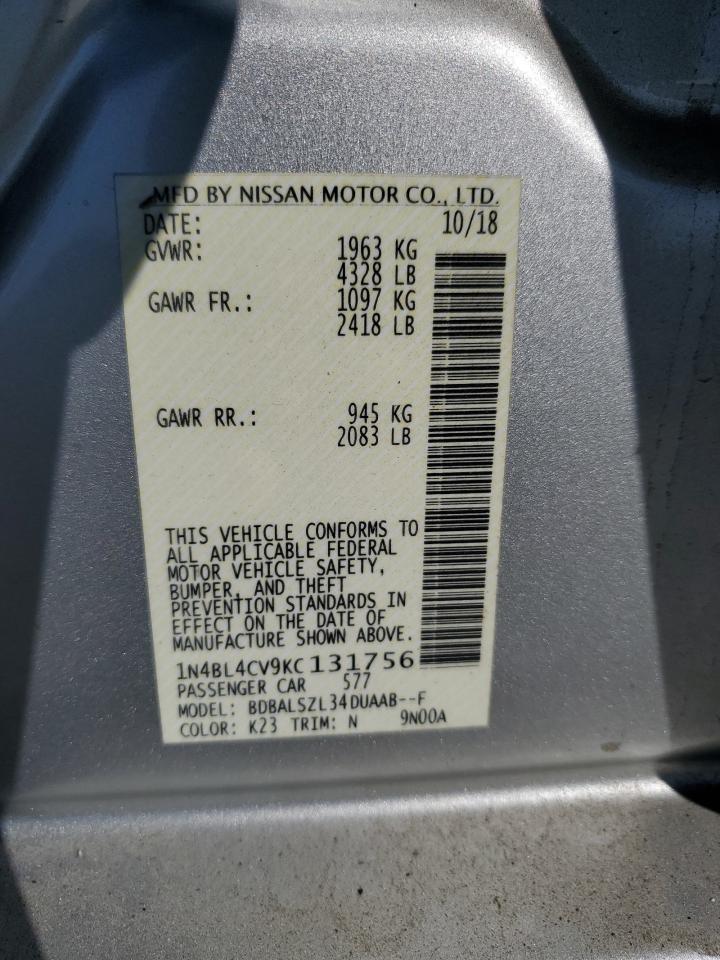 MFD BY NISSAN MOTOR CO., LTD.
DATE: 10/18
GVWR: 1963 KG
4328 LB
GAWR FR.: 1097 KG
2418 LB
GAWR RR.: 945 KG
2083 LB
THIS VEHICLE CONFORMS TO
ALL APPLICABLE FEDERAL
MOTOR VEHICLE SAFETY,
BUMPER, AND THEFT
PREVENTION STANDARDS IN
EFFECT ON THE DATE OF
MANUFACTURE SHOWN ABOVE.
1N4BL4CV9KC131756
PASSENGER CAR 577
MODEL: BDBALSZL34DUAAB--F
COLOR: K23 TRIM: N 9N00A